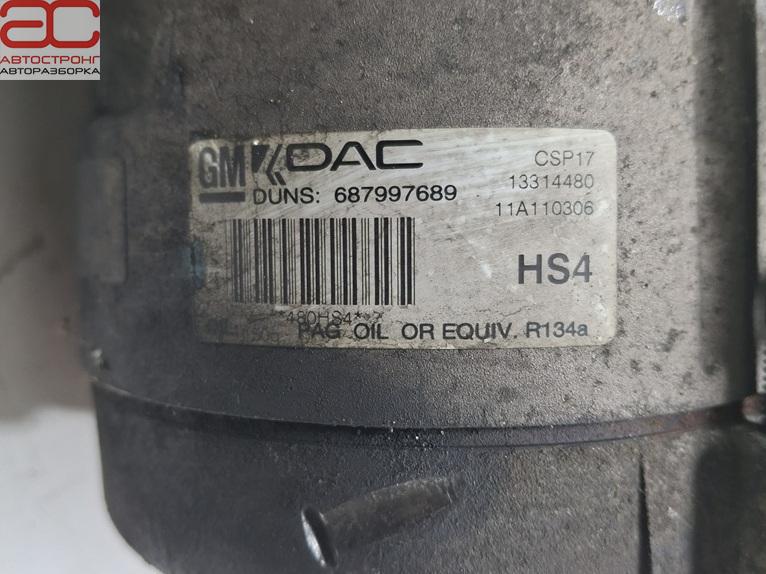 АС
АВТОСТРОНГ
АВТОРАЗБОРКА
GM DAC
CSP17
13314480
DUNS: 687997689
11A110306
HS4
*480HS4*
PAG OIL OR EQUIV. R134a